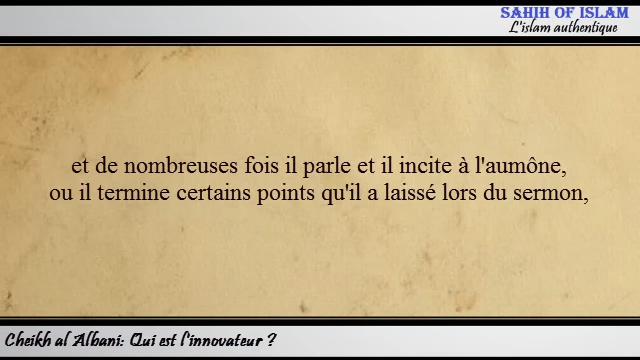 SAHIH OF ISLAM
L'islam authentique
et de nombreuses fois il parle et il incite à l'aumône,
ou il termine certains points qu'il a laissé lors du sermon,
Cheikh al Albani: Qui est l'innovateur ?